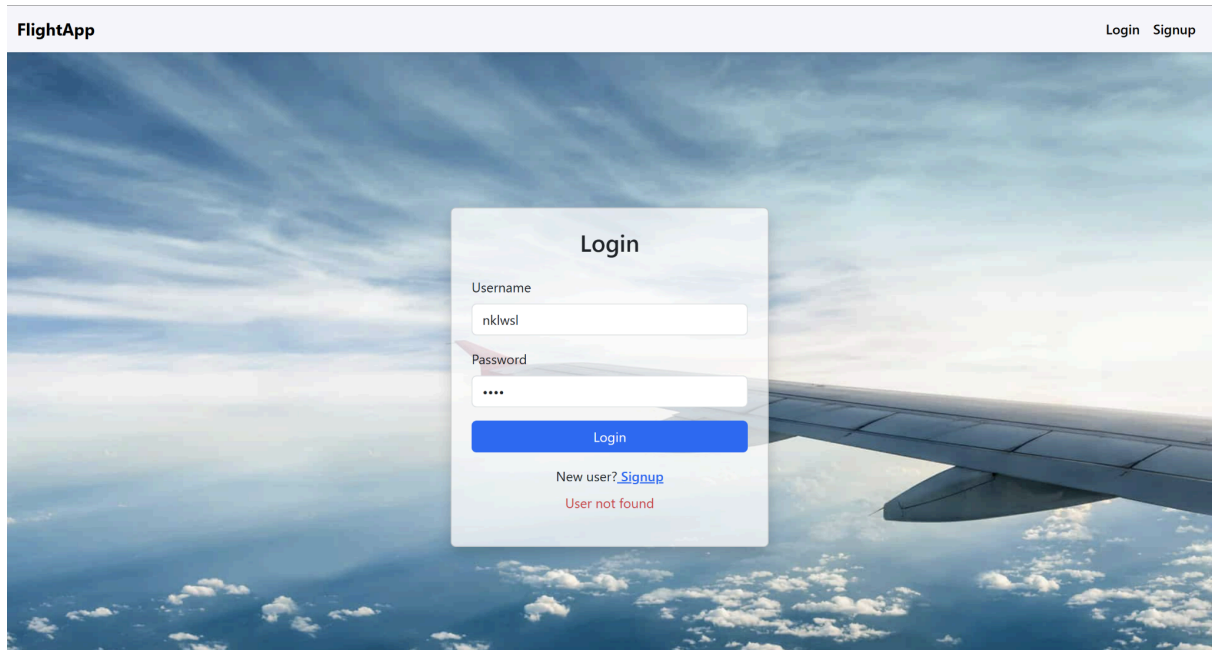 FlightApp
Login Signup
Login
Username
nklwsl
Password
••••
Login
New user? Signup
User not found